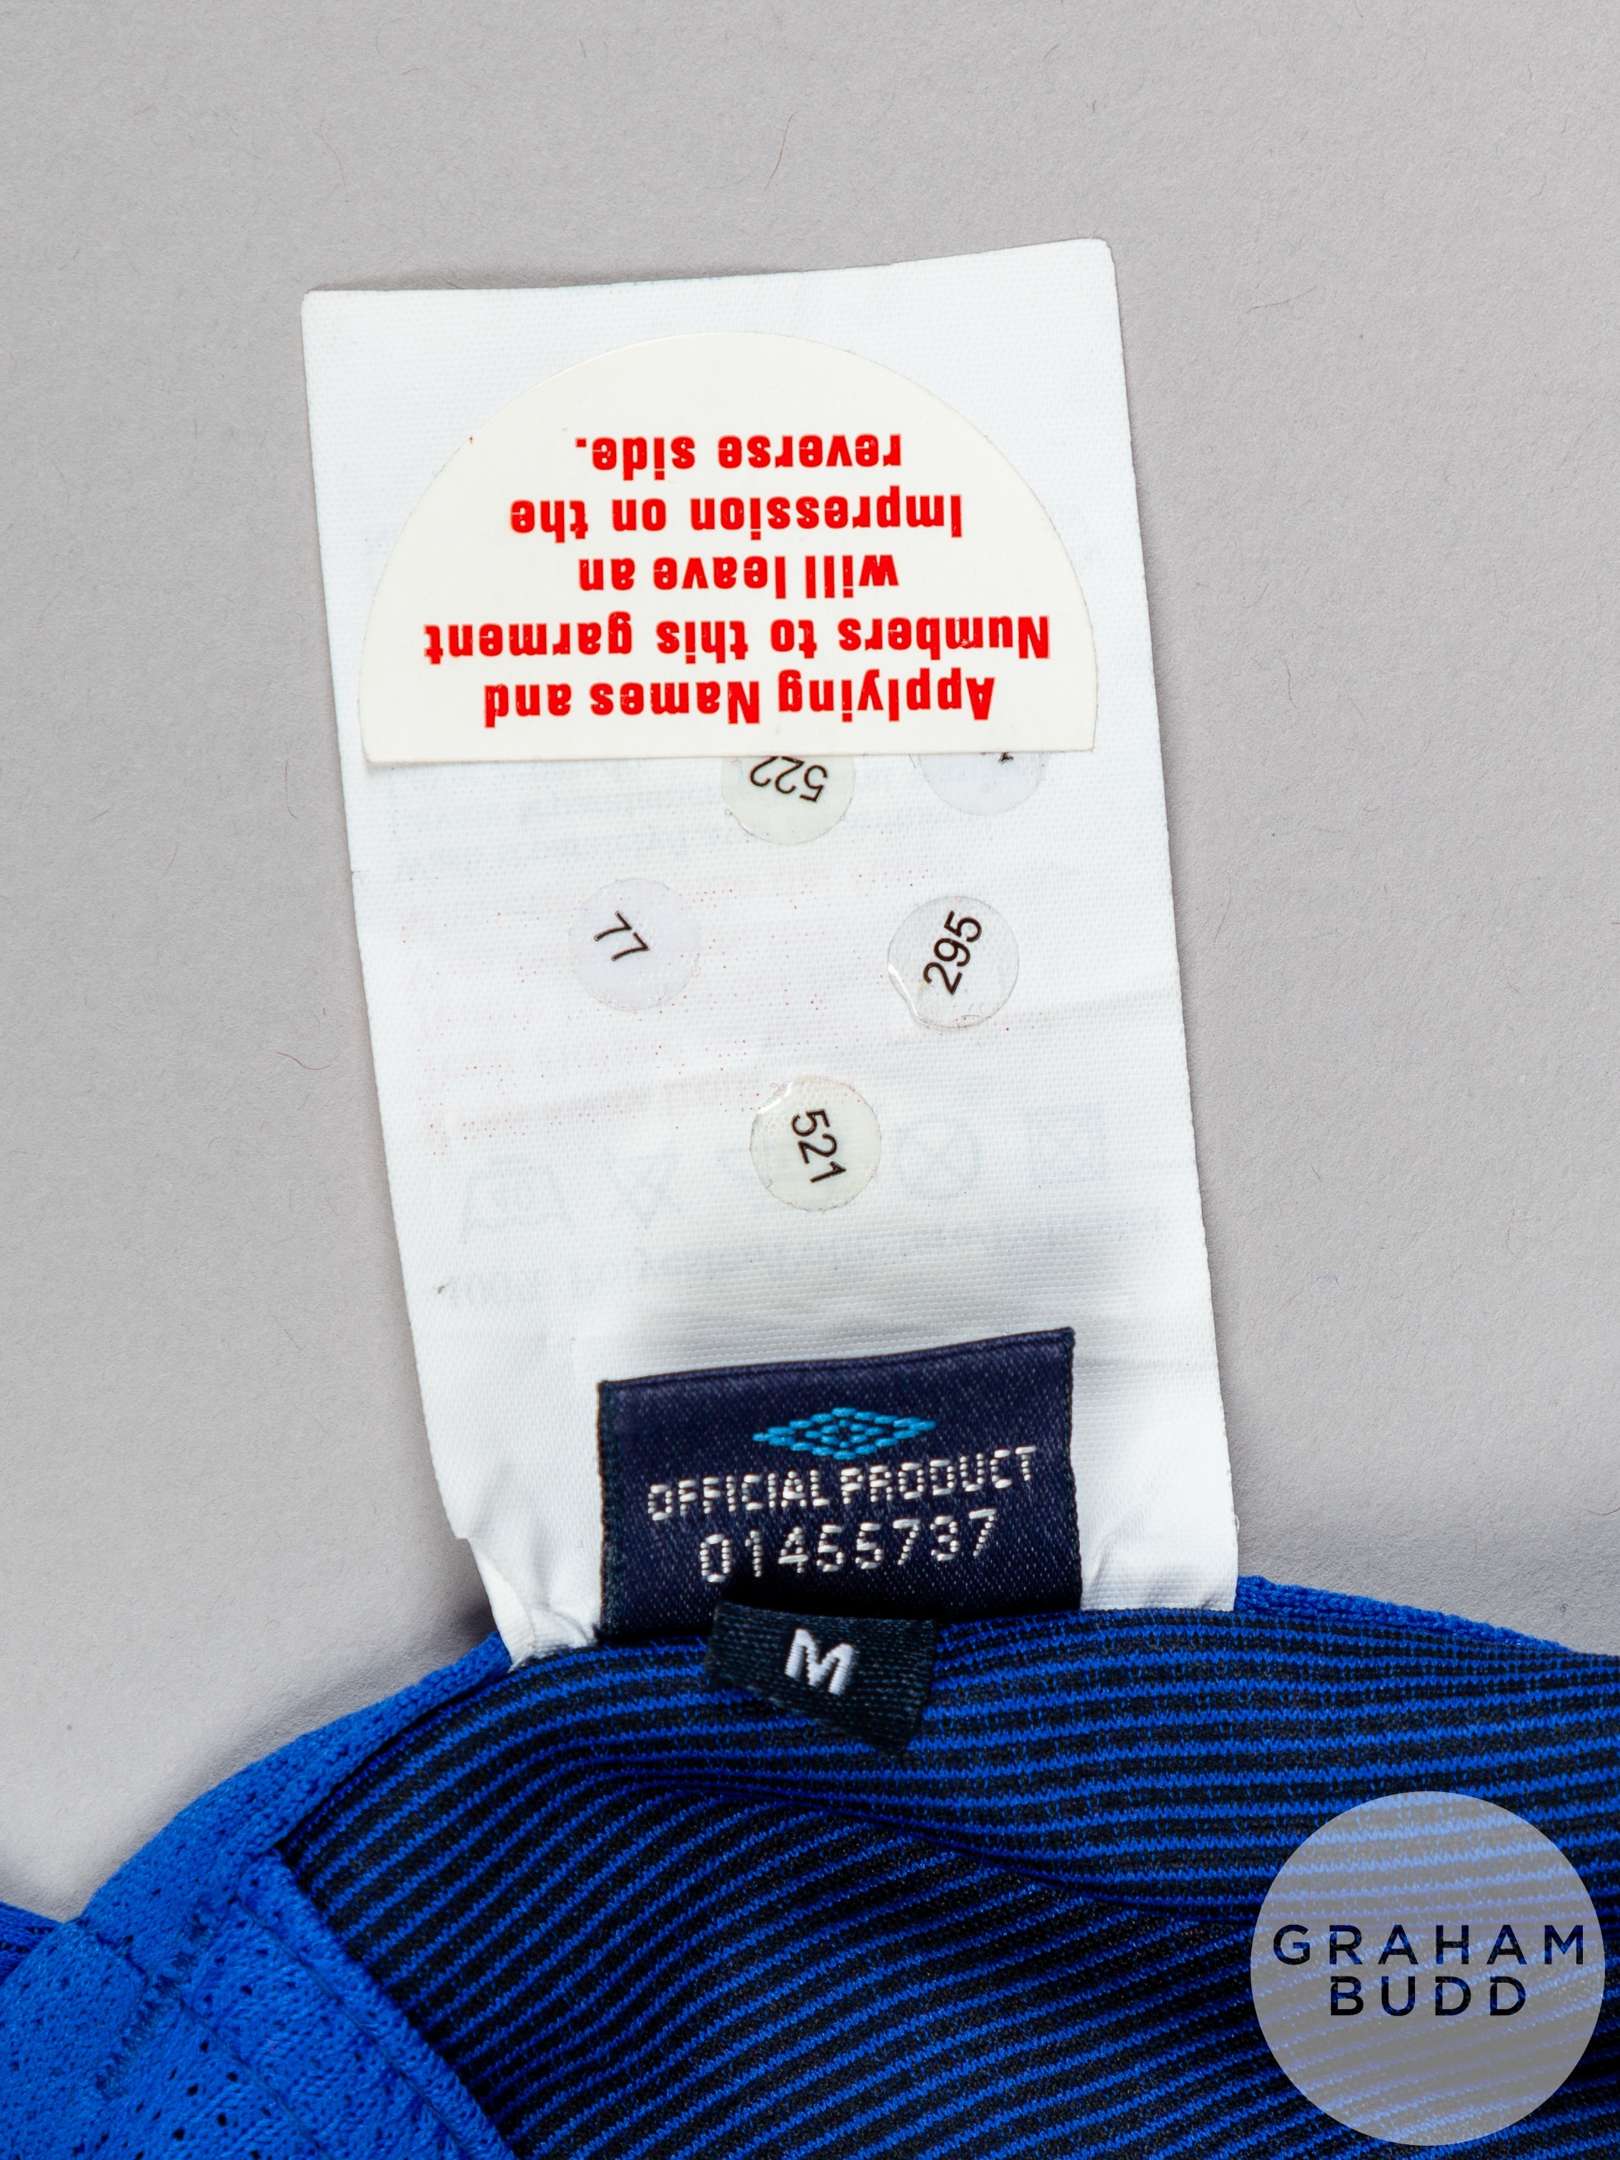 Applying Names and
Numbers to this garment
will leave an
Impression on the
reverse side.
522
77
295
521
OFFICIAL PRODUCT
01455737
M
GRAHAM
BUDD